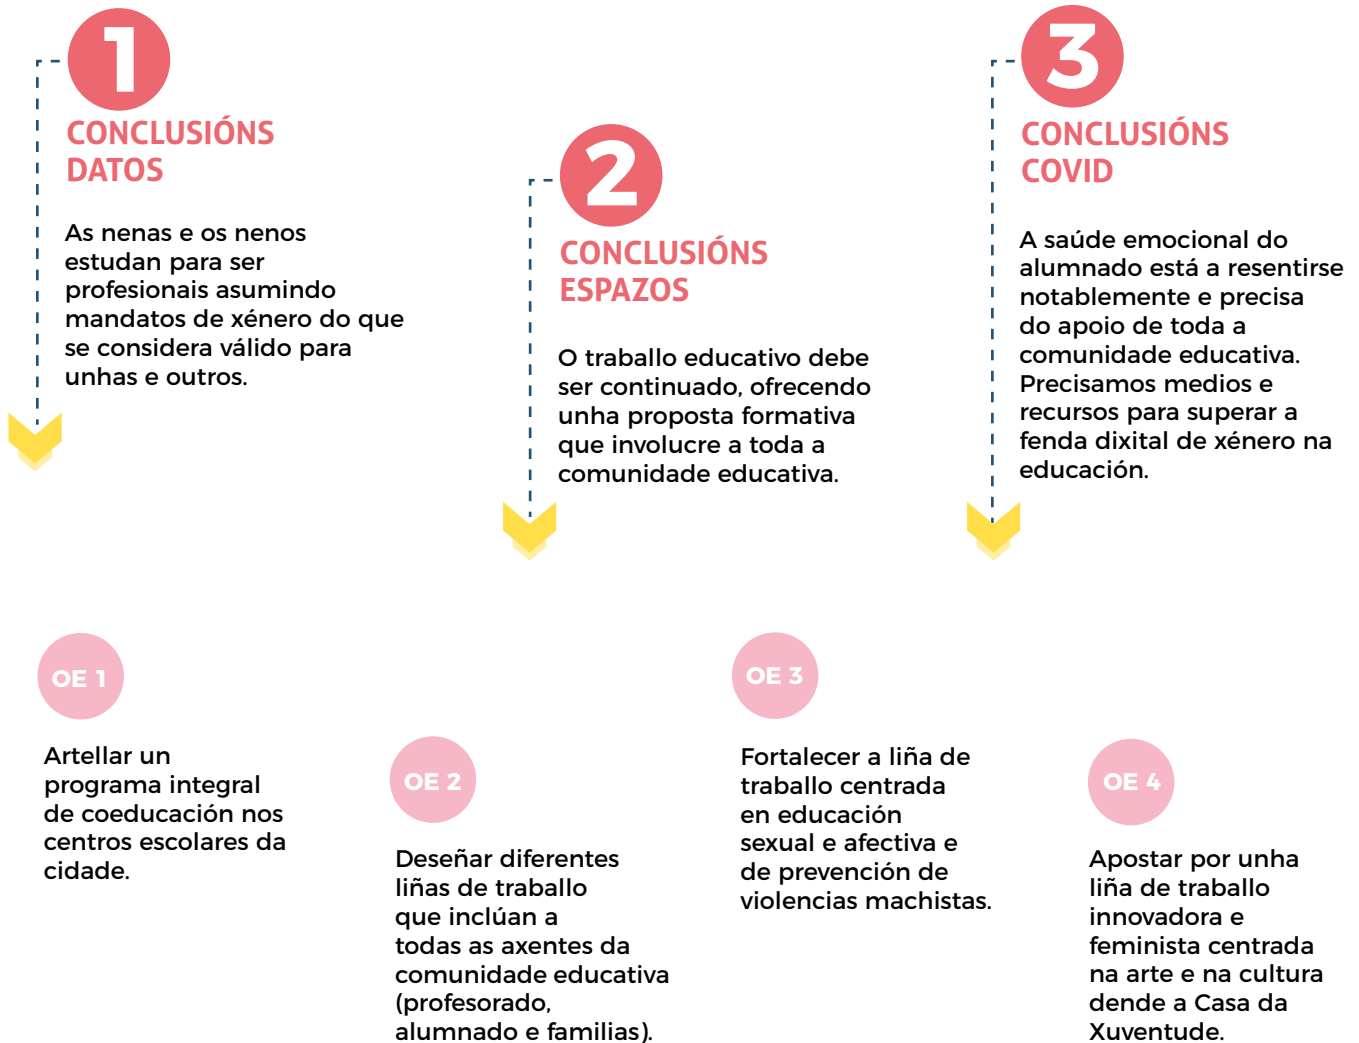 1
CONCLUSIÓNS
DATOS
As nenas e os nenos
estudan para ser
profesionais asumindo
mandatos de xénero do que
se considera válido para
unhas e outros.
2
CONCLUSIÓNS
ESPAZOS
O traballo educativo debe
ser continuado, ofrecendo
unha proposta formativa
que involucre a toda a
comunidade educativa.
3
CONCLUSIÓNS
COVID
A saúde emocional do
alumnado está a resentirse
notablemente e precisa
do apoio de toda a
comunidade educativa.
Precisamos medios e
recursos para superar a
fenda dixital de xénero na
educación.
OE 1
Artellar un
programa integral
de coeducación nos
centros escolares da
cidade.
OE 2
Deseñar diferentes
liñas de traballo
que inclúan a
todas as axentes da
comunidade educativa
(profesorado,
alumnado e familias).
OE 3
Fortalecer a liña de
traballo centrada
en educación
sexual e afectiva e
de prevención de
violencias machistas.
OE 4
Apostar por unha
liña de traballo
innovadora e
feminista centrada
na arte e na cultura
dende a Casa da
Xuventude.